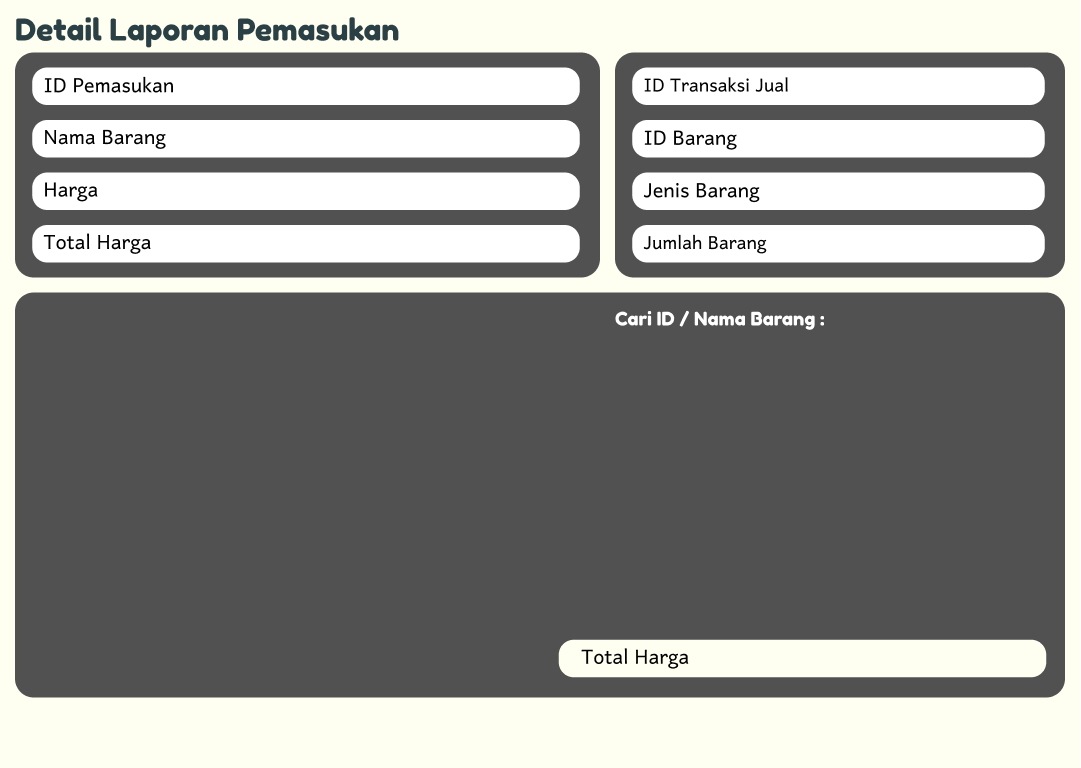 Detail Laporan Pemasukan
ID Pemasukan
Nama Barang
Harga
Total Harga
ID Transaksi Jual
ID Barang
Jenis Barang
Jumlah Barang
Cari ID / Nama Barang :
Total Harga